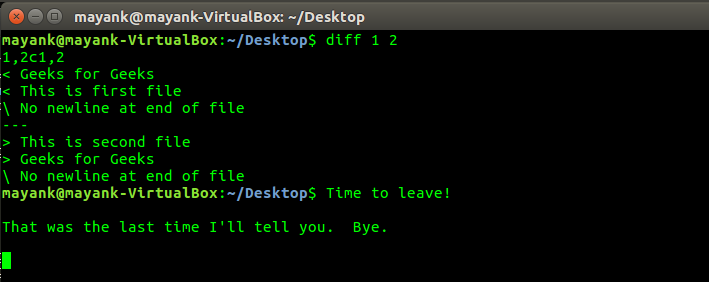 mayank@mayank-VirtualBox: ~/Desktop
mayank@mayank-VirtualBox:~/Desktop$ diff 1 2
1,2c1,2
< Geeks for Geeks
< This is first file
\ No newline at end of file
---
> This is second file
> Geeks for Geeks
\ No newline at end of file
mayank@mayank-VirtualBox:~/Desktop$ Time to leave!
That was the last time I'll tell you.  Bye.